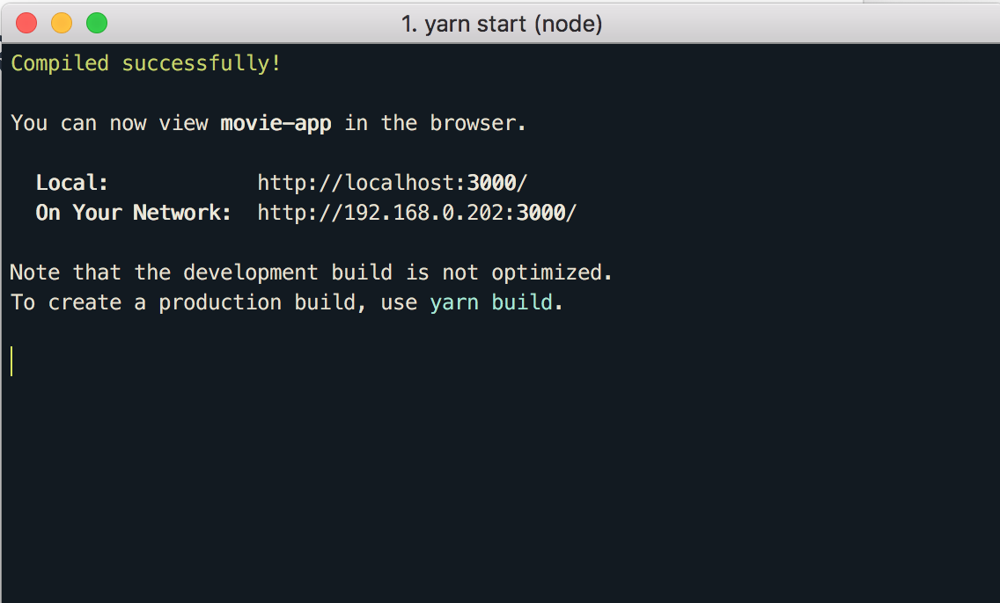 1. yarn start (node)
Compiled successfully!
You can now view movie-app in the browser.
Local: http://localhost:3000/
On Your Network: http://192.168.0.202:3000/
Note that the development build is not optimized.
To create a production build, use yarn build.